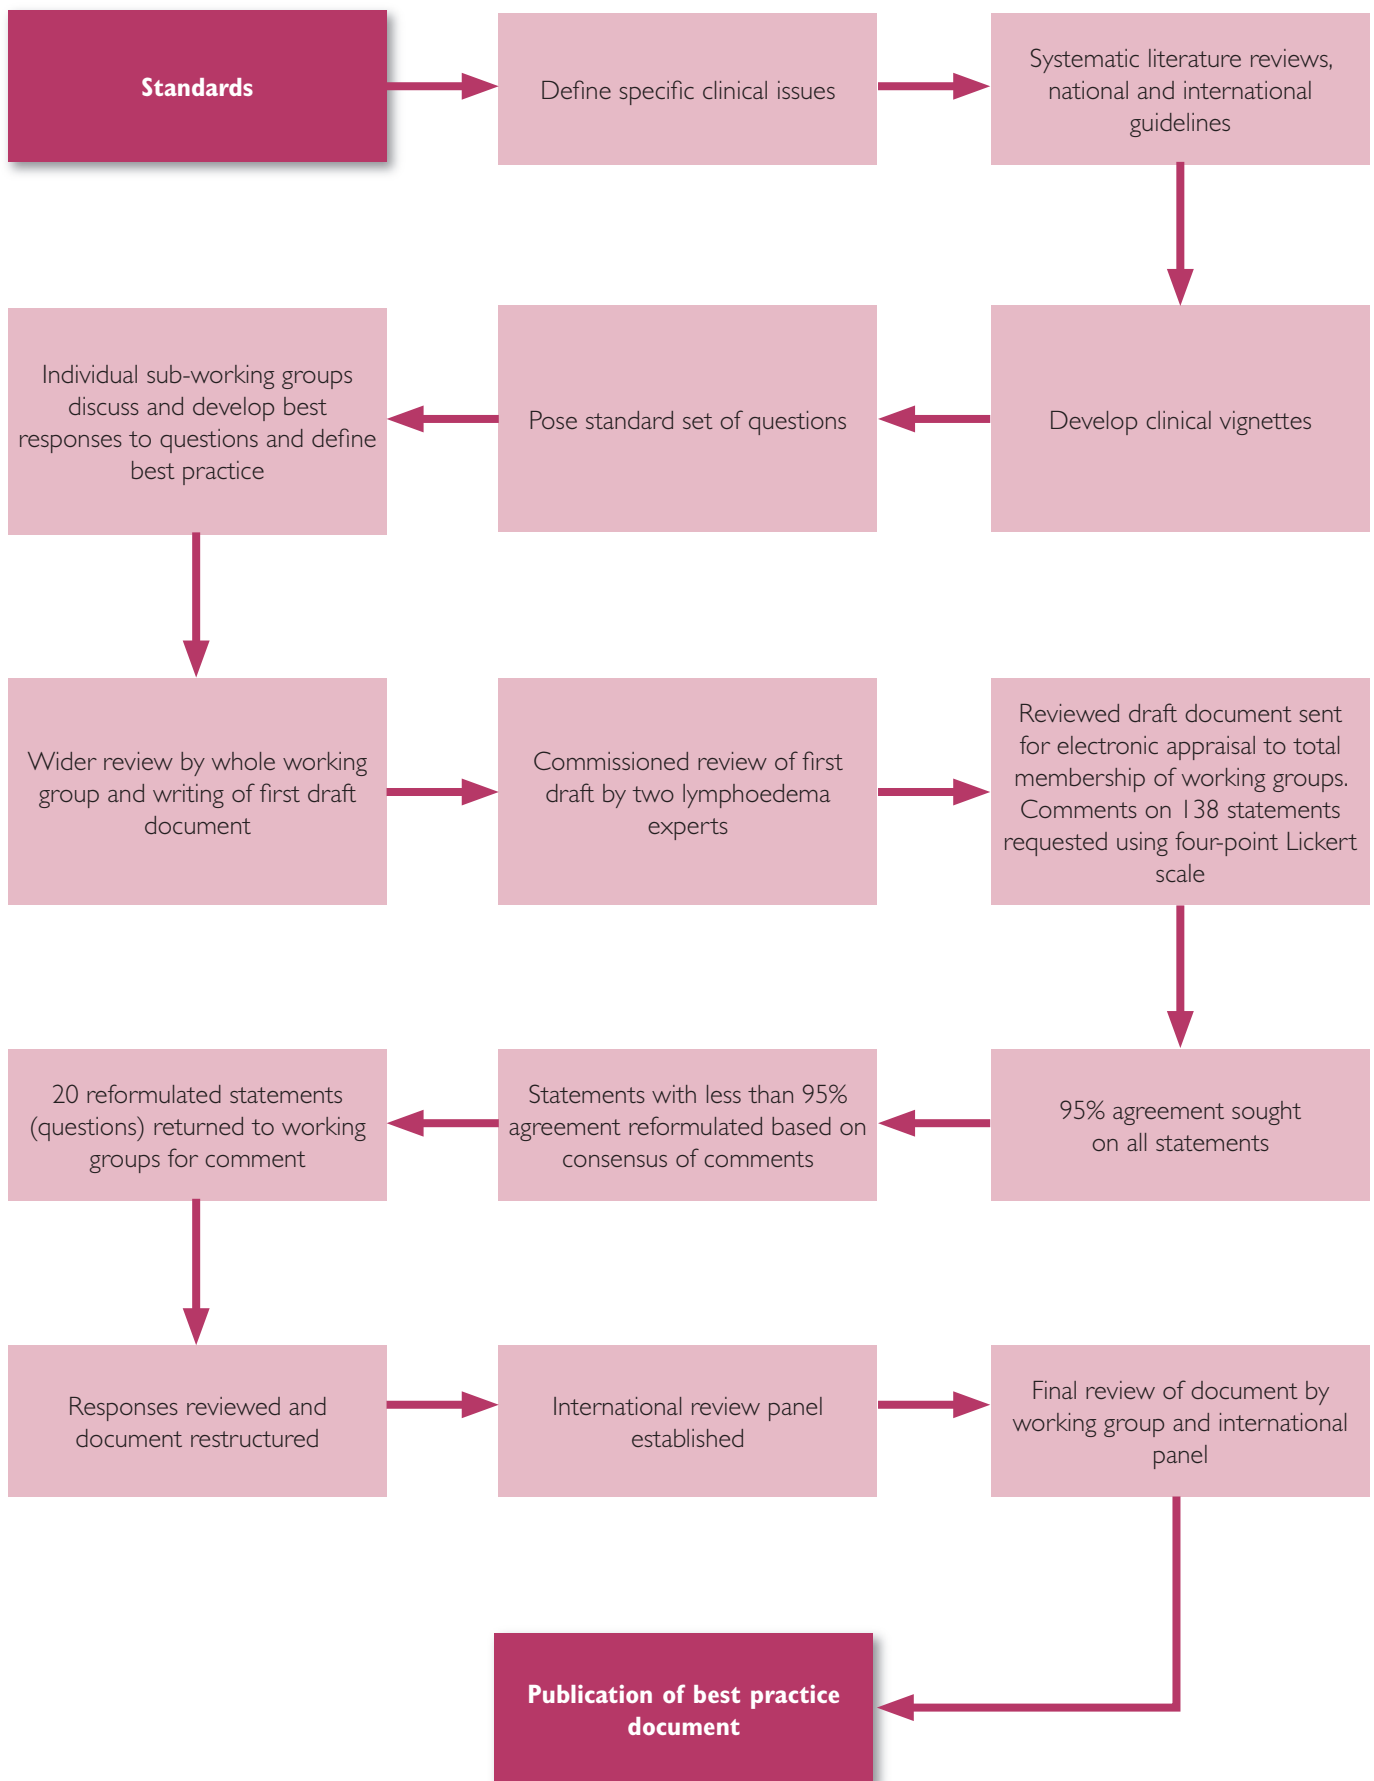 Standards
Define specific clinical issues
Systematic literature reviews,
national and international
guidelines
Develop clinical vignettes
Pose standard set of questions
Individual sub-working groups
discuss and develop best
responses to questions and define
best practice
Wider review by whole working
group and writing of first draft
document
Commissioned review of first
draft by two lymphoedema
experts
Reviewed draft document sent
for electronic appraisal to total
membership of working groups.
Comments on 138 statements
requested using four-point Lickert
scale
95% agreement sought
on all statements
Statements with less than 95%
agreement reformulated based on
consensus of comments
20 reformulated statements
(questions) returned to working
groups for comment
Responses reviewed and
document restructured
International review panel
established
Final review of document by
working group and international
panel
Publication of best practice
document